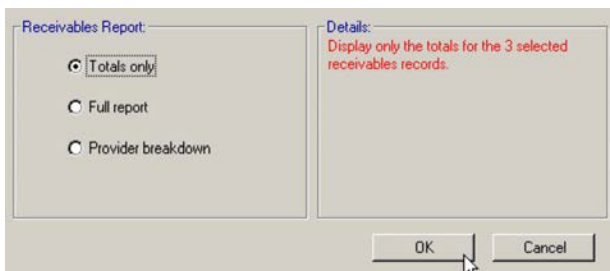 Receivables Report:
Totals only
Full report
Provider breakdown
Details:
Display only the totals for the 3 selected
receivables records.
OK
Cancel